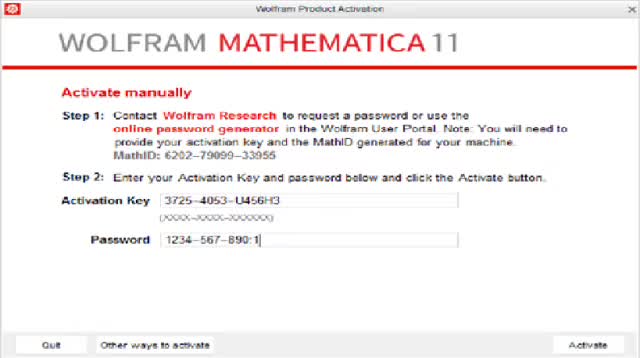 Wolfram Product Activation
WOLFRAM MATHEMATICA 11
Activate manually
Step 1: Contact Wolfram Research to request a password or use the
online password generator in the Wolfram User Portal. Note: You will need to
provide your activation key and the MathID generated for your machine.
MathID: 6202-79099-33955
Step 2: Enter your Activation Key and password below and click the Activate button.
Activation Key 3725-4053-U456H3
(XXXX-XXXX-XXXXXX)
Password 1234-567-890:1
Quit Other ways to activate Activate